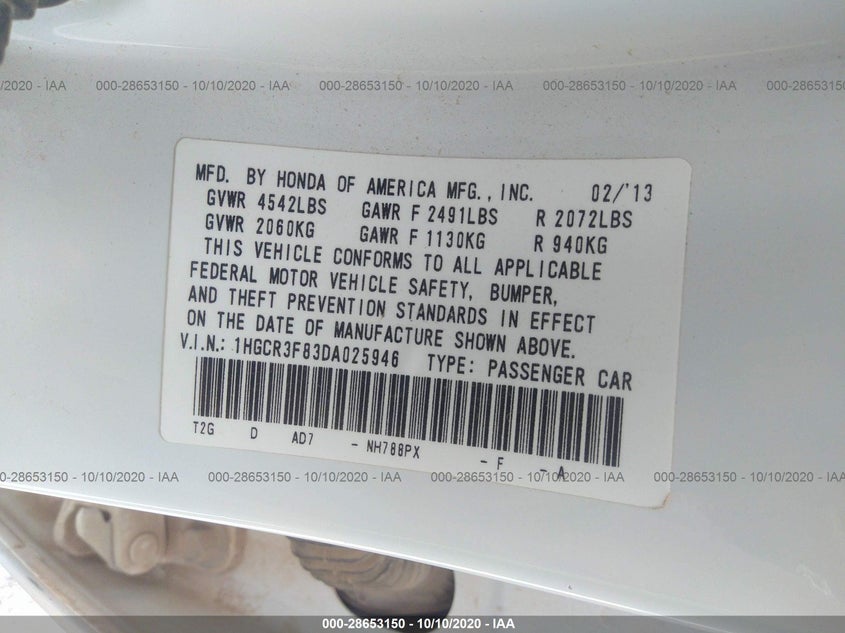 0/2020 - IAA 000-28653150 - 10/10/2020 - IAA 000-28653150 - 10/10/2020 - IAA 000-28653150 - 10/10/2020 - IAA 000-2865
MFD. BY HONDA OF AMERICA MFG., INC. 02/'13
GVWR 4542LBS GAWR F 2491LBS R 2072LBS
GVWR 2060KG GAWR F 1130KG R 940KG
THIS VEHICLE CONFORMS TO ALL APPLICABLE
FEDERAL MOTOR VEHICLE SAFETY, BUMPER,
AND THEFT PREVENTION STANDARDS IN EFFECT
ON THE DATE OF MANUFACTURE SHOWN ABOVE.
V.I.N.: 1HGCR3F83DA025946 TYPE: PASSENGER CAR
T2G D AD7 - NH788PX - F - A
0-28653150 - 10/10/2020 - IAA 000-28653150 - 10/10/2020 - IAA 000-28653150 - 10/10/2020 - IAA 000-28653150 - 10/10/
000-28653150 - 10/10/2020 - IAA